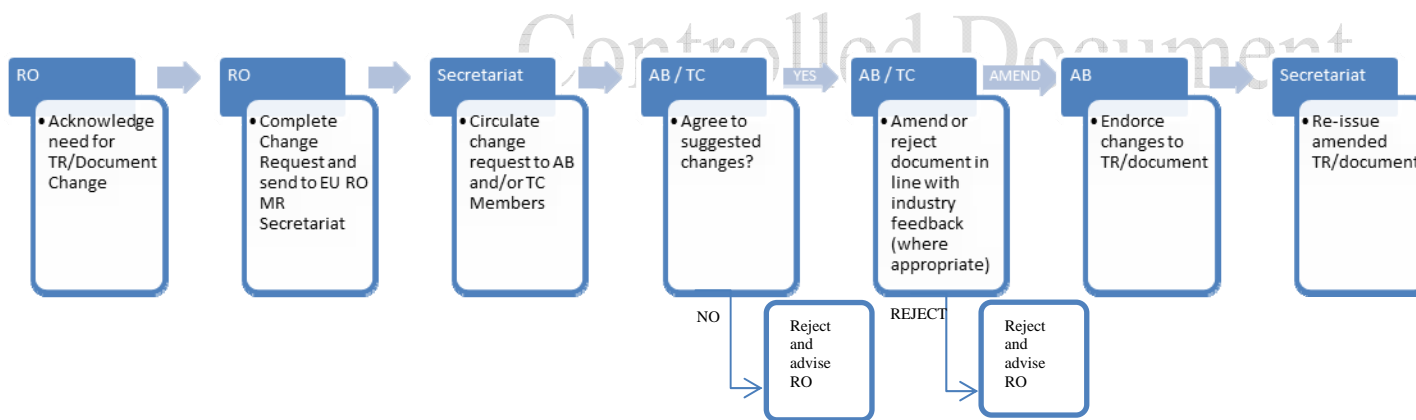 Controlled Document
RO
• Acknowledge
need for
TR/Document
Change
RO
• Complete
Change
Request and
send to EU RO
MR
Secretariat
Secretariat
• Circulate
change
request to AB
and/or TC
Members
AB / TC
• Agree to
suggested
changes?
YES
AB / TC
• Amend or
reject
document in
line with
industry
feedback
(where
appropriate)
AMEND
AB
• Endorce
changes to
TR/document
Secretariat
• Re-issue
amended
TR/document
NO
Reject
and
advise
RO
REJECT
Reject
and
advise
RO